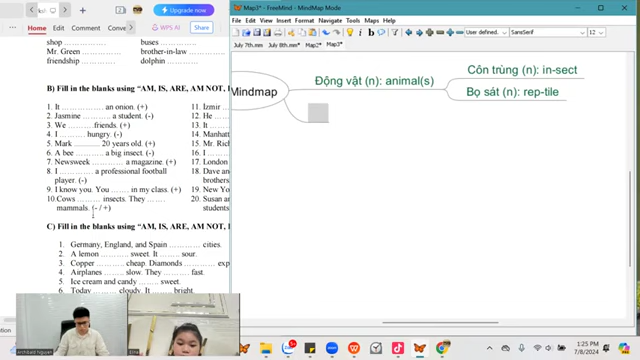 Map3* - FreeMind - MindMap Mode
Upgrade now
Home
Insert
Comment
Conve
WPS AI
Share
File Edit View Insert Format Navigate Tools Maps Help
User defined.
SansSerif
12
July 7th.mm
July 8th.mm*
Map2*
Map3*
shop
buses
Mr. Green
brother-in-law
friendship
dolphin
B) Fill in the blanks using “AM, IS, ARE, AM NOT, I
1. It ………… an onion. (+)
2. Jasmine ………. a student. (-)
3. We ……….friends. (+)
4. I ……… hungry. (-)
5. Mark ………. 20 years old. (+)
6. A bee ………. a big insect. (-)
7. Newsweek ………… a magazine. (+)
8. I ………… a professional football
player. (-)
9. I know you. You ……. in my class. (+)
10. Cows ……… insects. They …….
mammals. (- / +)
11. Izmir
12. He
13. It
14. Manhatt
15. Mr. Rich
16. I
17. London
18. Dave an
brothers
19. New Yo
20. Susan a
students
C) Fill in the blanks using “AM, IS, ARE, AM NOT, I
1. Germany, England, and Spain ………… cities.
2. A lemon ……… sweet. It …….. sour.
3. Copper ………. cheap. Diamonds ………… exp
4. Airplanes …….. slow. They ……… fast.
5. Ice cream and candy ……. sweet.
6. Today ……… cloudy. It …….. bright.
Mindmap
Động vật (n): animal(s)
Côn trùng (n): in-sect
Bọ sát (n): rep-tile
archibald nguyen
1:25 PM
7/8/2024